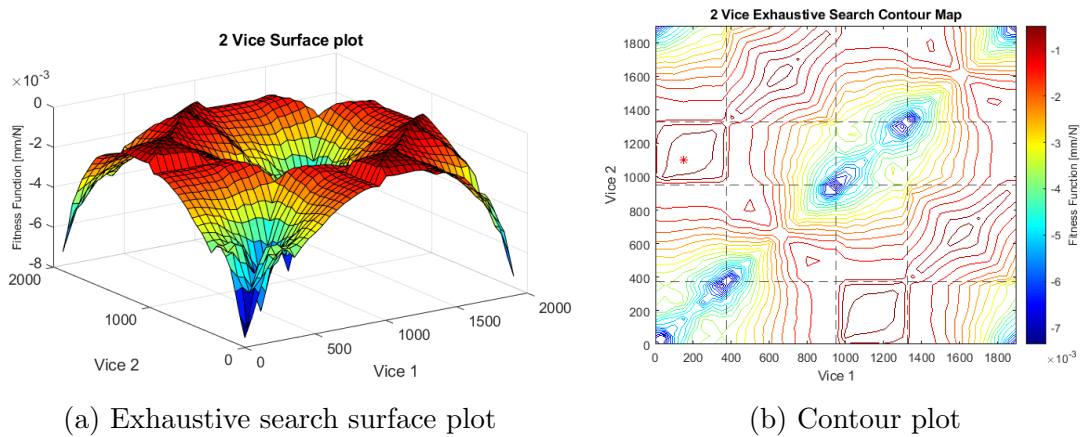 2 Vice Surface plot
×10⁻³
0
-2
-4
-6
-8
Fitness Function [mm/N]
2000
1000
0
Vice 2
0
500
1000
1500
2000
Vice 1
(a) Exhaustive search surface plot
2 Vice Exhaustive Search Contour Map
1800
1600
1400
1200
1000
800
600
400
200
0
Vice 2
0 200 400 600 800 1000 1200 1400 1600 1800
Vice 1
-1
-2
-3
-4
-5
-6
-7
×10⁻³
Fitness Function [mm/N]
(b) Contour plot